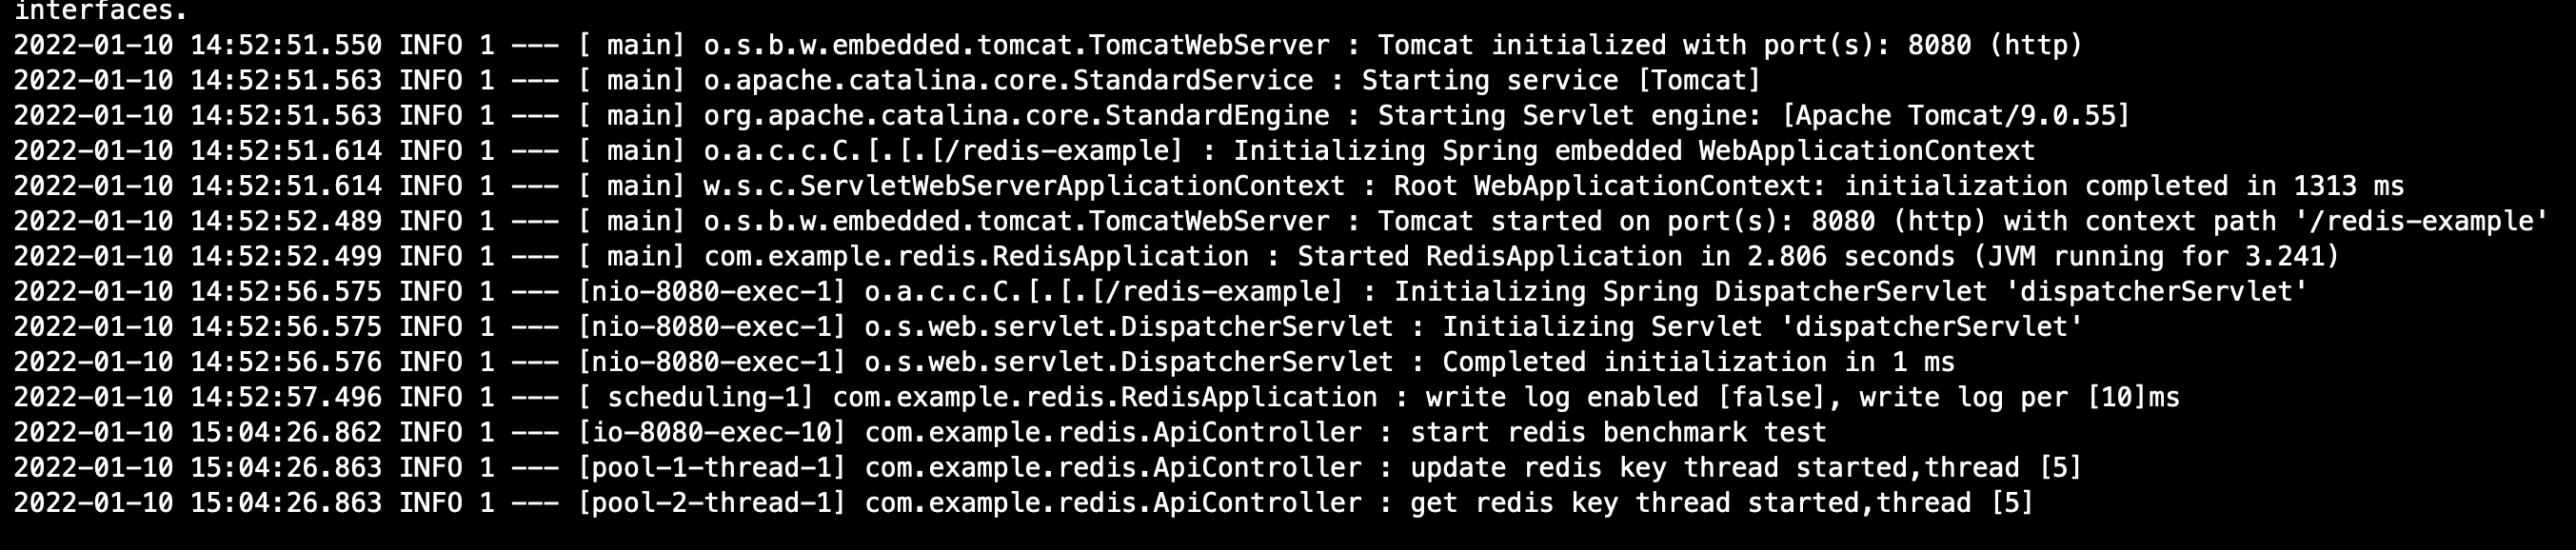 interfaces.
2022-01-10 14:52:51.550 INFO 1 --- [ main] o.s.b.w.embedded.tomcat.TomcatWebServer : Tomcat initialized with port(s): 8080 (http)
2022-01-10 14:52:51.563 INFO 1 --- [ main] o.apache.catalina.core.StandardService : Starting service [Tomcat]
2022-01-10 14:52:51.563 INFO 1 --- [ main] org.apache.catalina.core.StandardEngine : Starting Servlet engine: [Apache Tomcat/9.0.55]
2022-01-10 14:52:51.614 INFO 1 --- [ main] o.a.c.c.C.[.[.[/redis-example] : Initializing Spring embedded WebApplicationContext
2022-01-10 14:52:51.614 INFO 1 --- [ main] w.s.c.ServletWebServerApplicationContext : Root WebApplicationContext: initialization completed in 1313 ms
2022-01-10 14:52:52.489 INFO 1 --- [ main] o.s.b.w.embedded.tomcat.TomcatWebServer : Tomcat started on port(s): 8080 (http) with context path '/redis-example'
2022-01-10 14:52:52.499 INFO 1 --- [ main] com.example.redis.RedisApplication : Started RedisApplication in 2.806 seconds (JVM running for 3.241)
2022-01-10 14:52:56.575 INFO 1 --- [nio-8080-exec-1] o.a.c.c.C.[.[.[/redis-example] : Initializing Spring DispatcherServlet 'dispatcherServlet'
2022-01-10 14:52:56.575 INFO 1 --- [nio-8080-exec-1] o.s.web.servlet.DispatcherServlet : Initializing Servlet 'dispatcherServlet'
2022-01-10 14:52:56.576 INFO 1 --- [nio-8080-exec-1] o.s.web.servlet.DispatcherServlet : Completed initialization in 1 ms
2022-01-10 14:52:57.496 INFO 1 --- [ scheduling-1] com.example.redis.RedisApplication : write log enabled [false], write log per [10]ms
2022-01-10 15:04:26.862 INFO 1 --- [io-8080-exec-10] com.example.redis.ApiController : start redis benchmark test
2022-01-10 15:04:26.863 INFO 1 --- [pool-1-thread-1] com.example.redis.ApiController : update redis key thread started,thread [5]
2022-01-10 15:04:26.863 INFO 1 --- [pool-2-thread-1] com.example.redis.ApiController : get redis key thread started,thread [5]